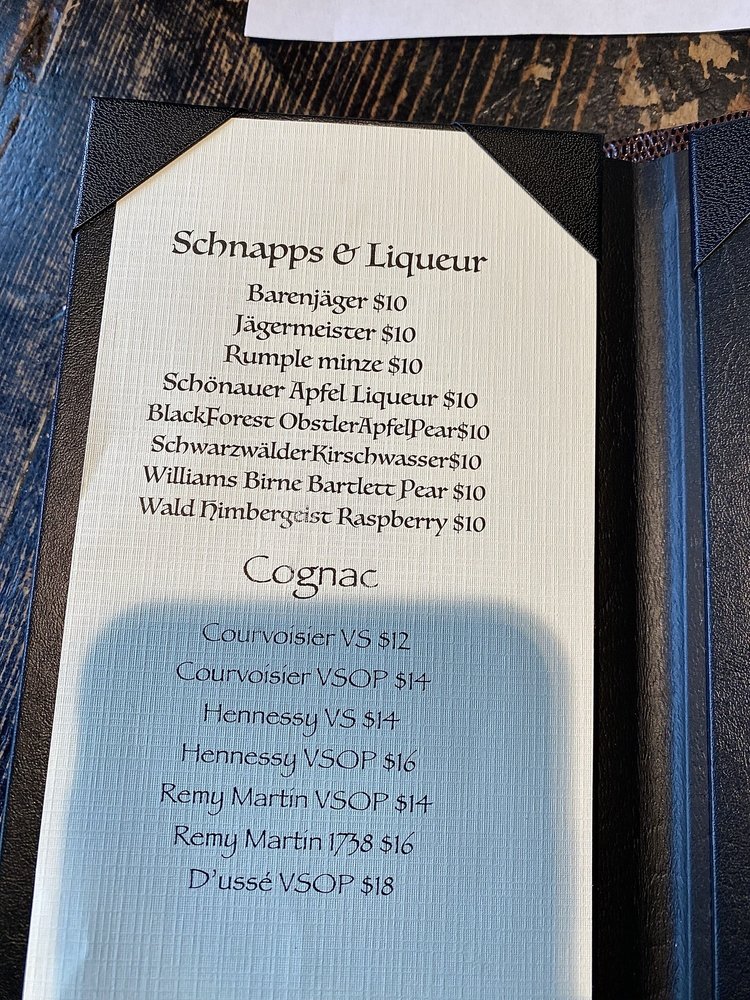 Schnapps & Liqueur
Barenjäger $10
Jägermeister $10
Rumple minze $10
Schönauer Apfel Liqueur $10
BlackForest ObstlerApfelPear$10
SchwarzwälderKirschwasser$10
Williams Birne Bartlett Pear $10
Wald Himbergeist Raspberry $10
Cognac
Courvoisier VS $12
Courvoisier VSOP $14
Hennessy VS $14
Hennessy VSOP $16
Remy Martin VSOP $14
Remy Martin 1738 $16
D'ussé VSOP $18